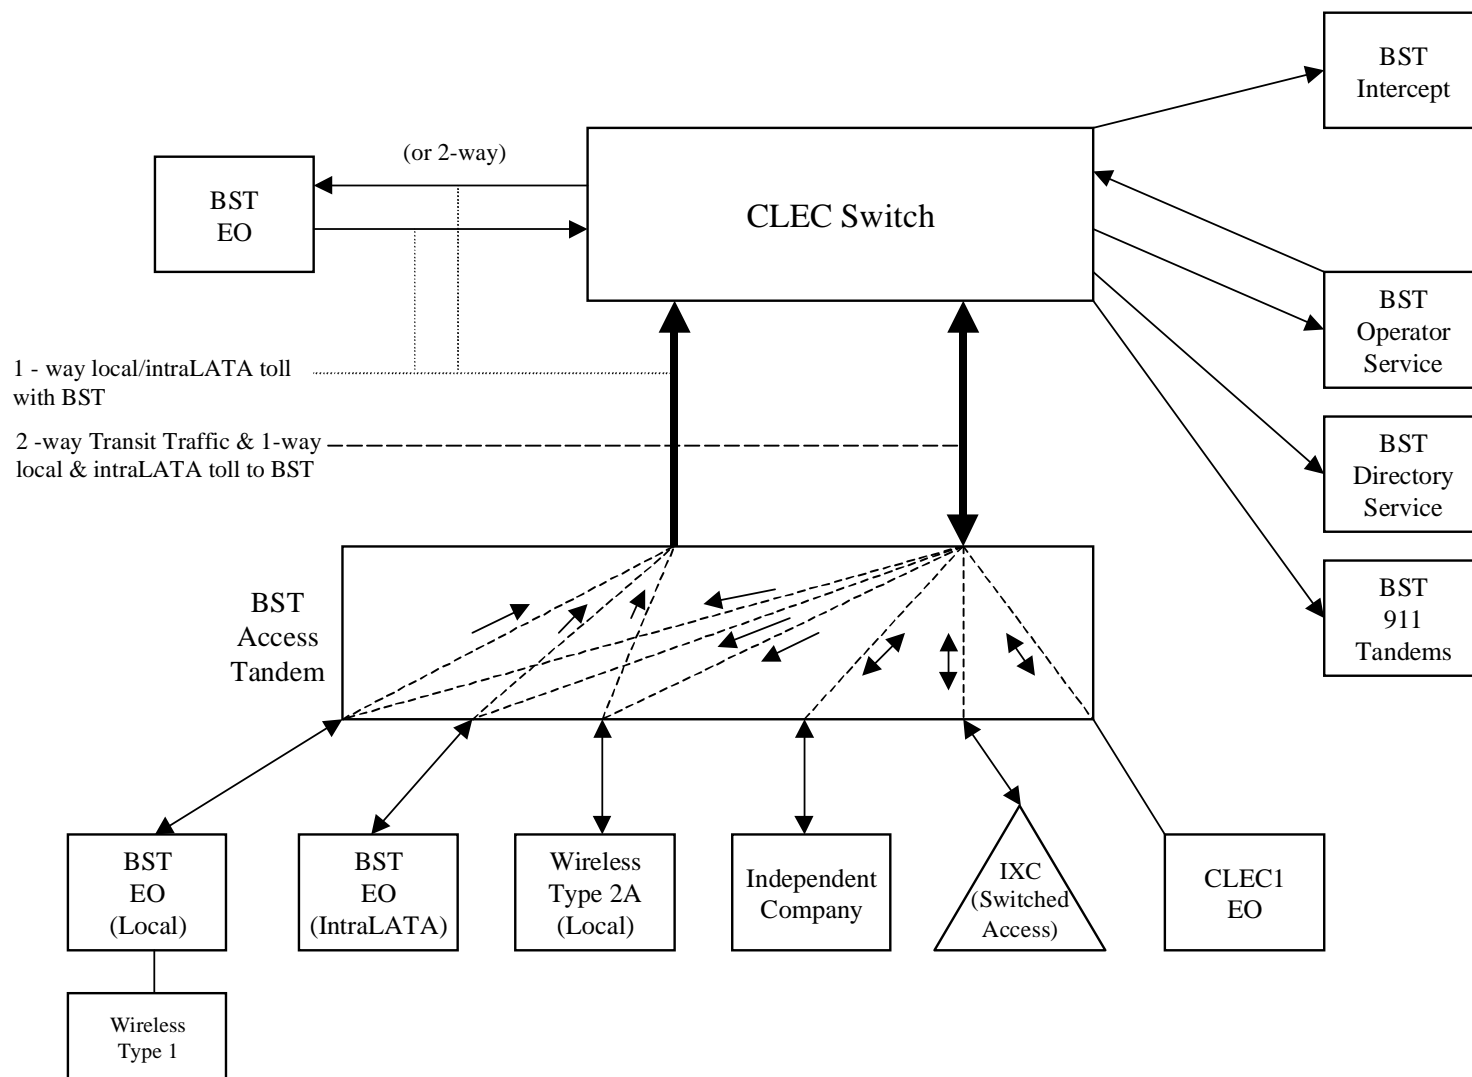 BST
Intercept
(or 2-way)
BST
EO
CLEC Switch
BST
Operator
Service
1 - way local/intraLATA toll
with BST
2 -way Transit Traffic & 1-way
local & intraLATA toll to BST
BST
Directory
Service
BST
Access
Tandem
BST
911
Tandems
BST
EO
(Local)
BST
EO
(IntraLATA)
Wireless
Type 2A
(Local)
Independent
Company
IXC
(Switched
Access)
CLEC1
EO
Wireless
Type 1